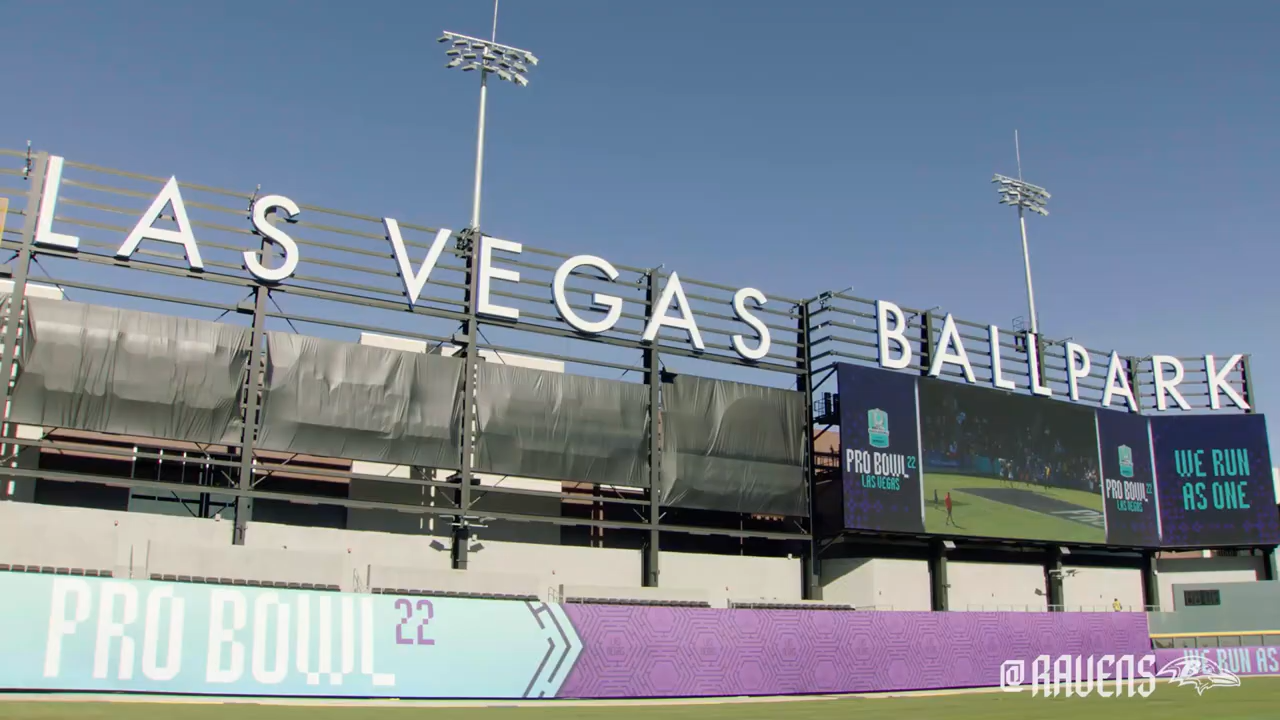 LAS VEGAS BALLPARK
PRO BOWL 22
LAS VEGAS
PRO BOWL 22
LAS VEGAS
WE RUN
AS ONE
PRO BOWL 22
WE RUN AS
@RAVENS